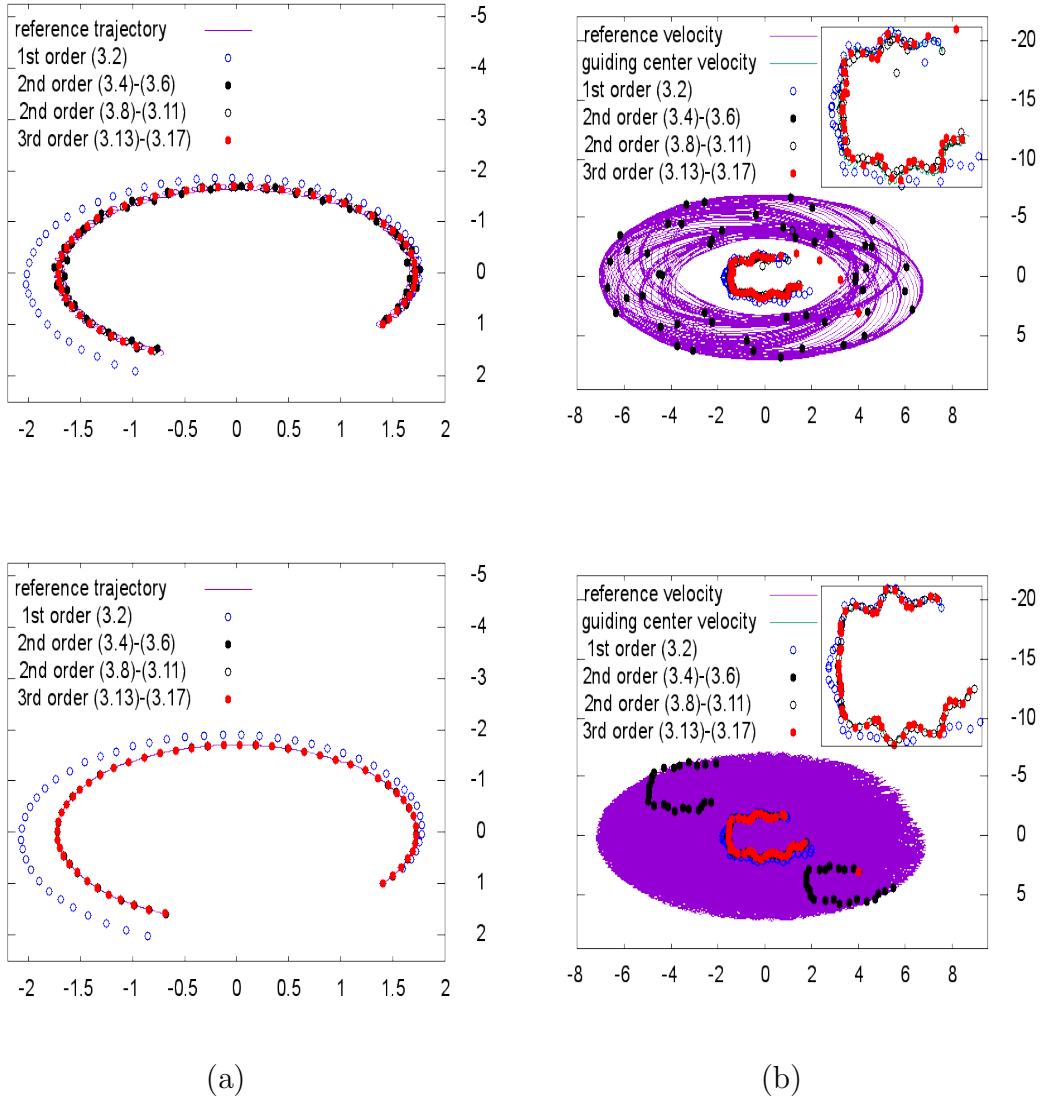 reference trajectory
1st order (3.2)
2nd order (3.4)-(3.6)
2nd order (3.8)-(3.11)
3rd order (3.13)-(3.17)
-5
-4
-3
-2
-1
0
1
2
-2 -1.5 -1 -0.5 0 0.5 1 1.5 2
reference velocity
guiding center velocity
1st order (3.2)
2nd order (3.4)-(3.6)
2nd order (3.8)-(3.11)
3rd order (3.13)-(3.17)
-20
-15
-10
-5
0
5
-8 -6 -4 -2 0 2 4 6 8
reference trajectory
1st order (3.2)
2nd order (3.4)-(3.6)
2nd order (3.8)-(3.11)
3rd order (3.13)-(3.17)
-5
-4
-3
-2
-1
0
1
2
-2 -1.5 -1 -0.5 0 0.5 1 1.5 2
reference velocity
guiding center velocity
1st order (3.2)
2nd order (3.4)-(3.6)
2nd order (3.8)-(3.11)
3rd order (3.13)-(3.17)
-20
-15
-10
-5
0
5
-8 -6 -4 -2 0 2 4 6 8
(a)
(b)